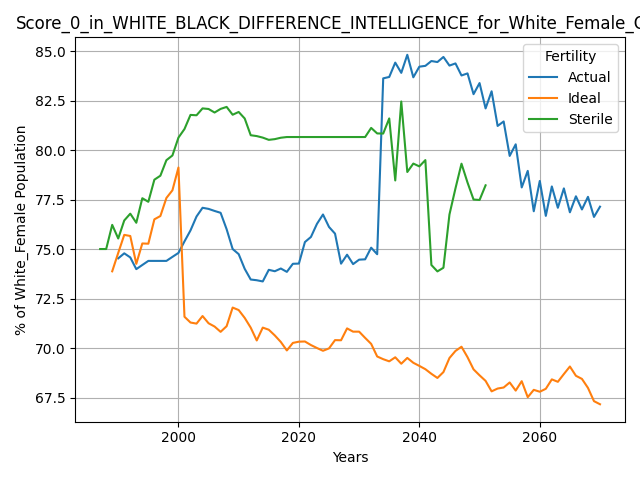 Score_0_in_WHITE_BLACK_DIFFERENCE_INTELLIGENCE_for_White_Female_
Fertility
Actual
Ideal
Sterile
% of White_Female Population
85.0
82.5
80.0
77.5
75.0
72.5
70.0
67.5
2000
2020
2040
2060
Years